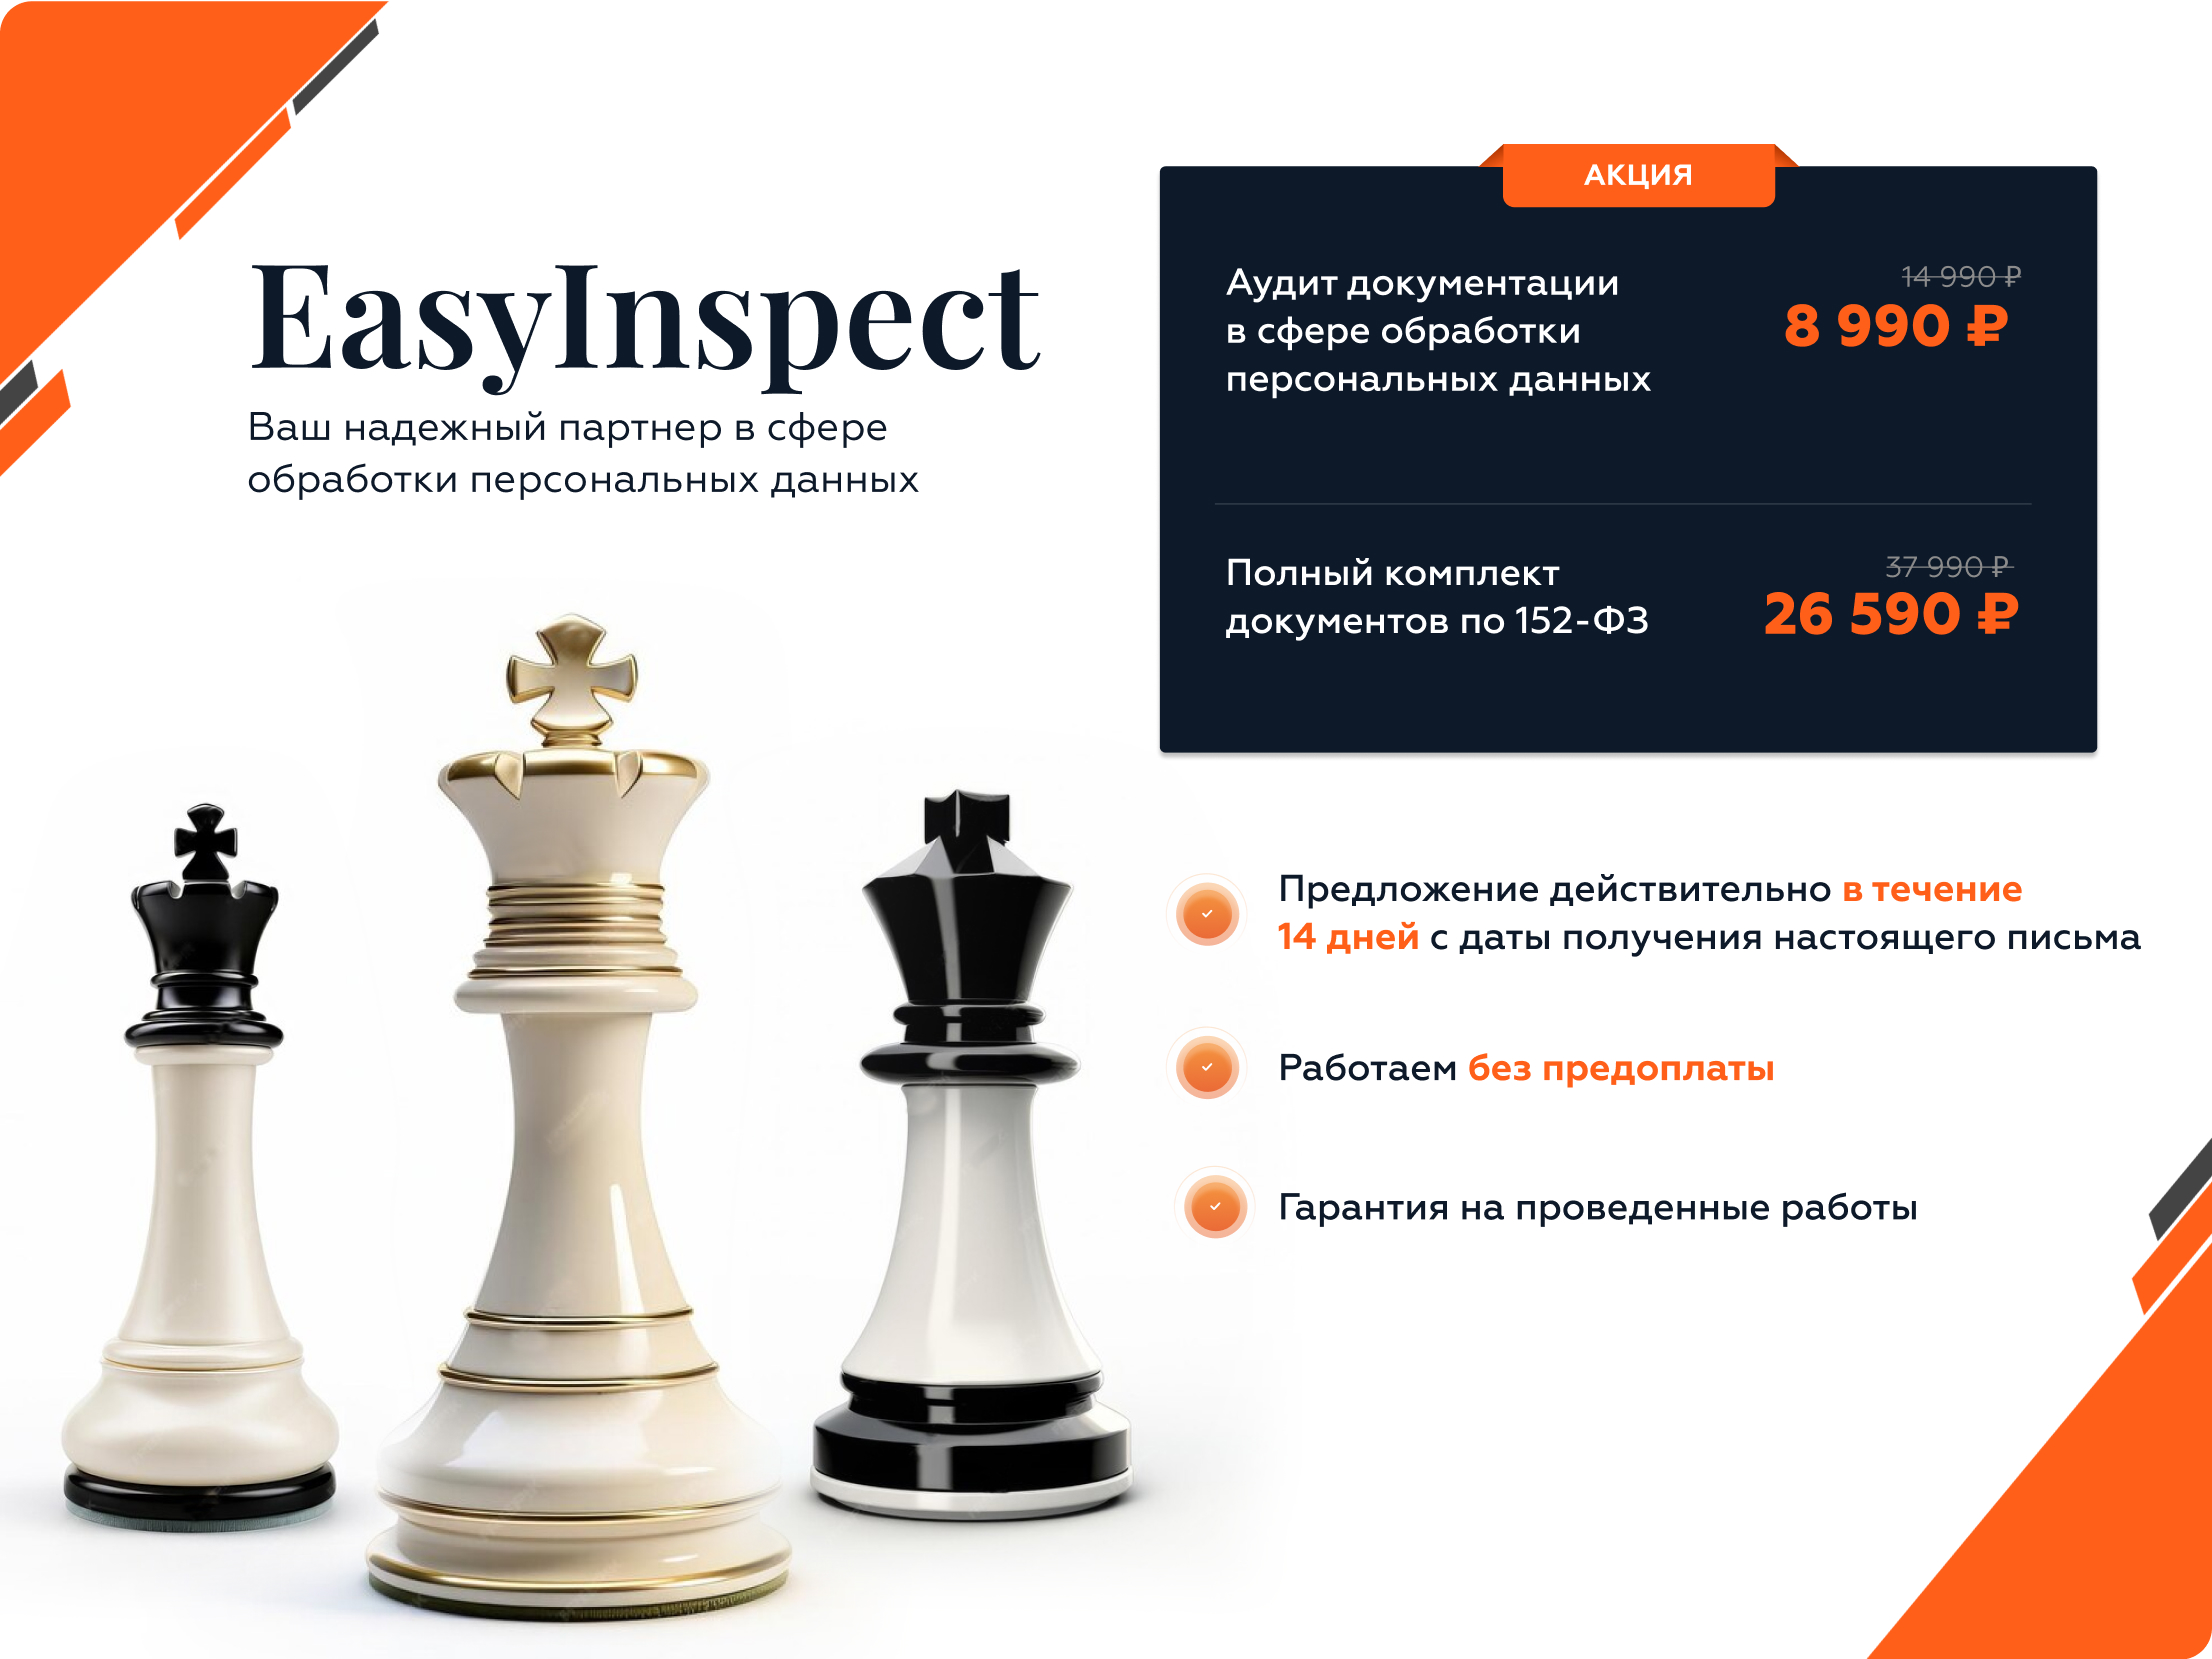 EasyInspect
Ваш надежный партнер в сфере
обработки персональных данных
АКЦИЯ
Аудит документации
в сфере обработки
персональных данных
14 990 ₽
8 990 ₽
Полный комплект
документов по 152-ФЗ
37 990 ₽
26 590 ₽
Предложение действительно в течение
14 дней с даты получения настоящего письма
Работаем без предоплаты
Гарантия на проведенные работы